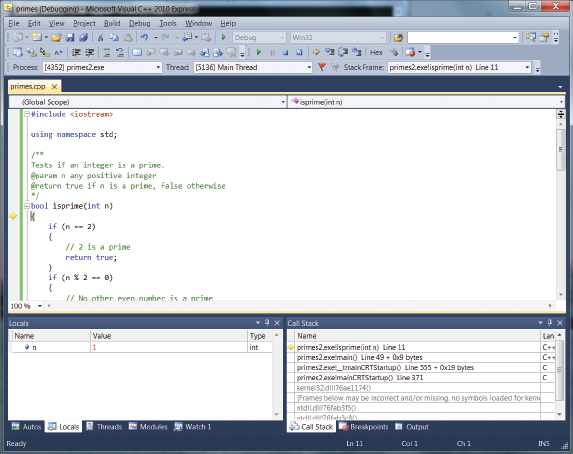 primes (Debugging) - Microsoft Visual C++ 2010 Express
File Edit View Project Build Debug Tools Window Help
Debug Win32
Hex
Process: [4352] primes2.exe Thread: [5136] Main Thread Stack Frame: primes2.exe!isprime(int n) Line 11
primes.cpp
(Global Scope) isprime(int n)
#include <iostream>
using namespace std;
/**
Tests if an integer is a prime.
@param n any positive integer
@return true if n is a prime, false otherwise
*/
bool isprime(int n)
{
if (n == 2)
{
// 2 is a prime
return true;
}
if (n % 2 == 0)
{
// No other even number is a prime
100 %
Locals
Name Value Type
n 1 int
Call Stack
Name Lan
primes2.exe!isprime(int n) Line 11 C++
primes2.exe!main() Line 49 + 0x9 bytes C++
primes2.exe!__tmainCRTStartup() Line 555 + 0x19 bytes C
primes2.exe!mainCRTStartup() Line 371 C
kernel32.dll!76ae1174()
[Frames below may be incorrect and/or missing, no symbols loaded for kerne
ntdll.dll!76fab3f5()
ntdll.dll!76fab3c8()
Autos Locals Threads Modules Watch 1
Call Stack Breakpoints Output
Ready Ln 11 Col 1 Ch 1 INS